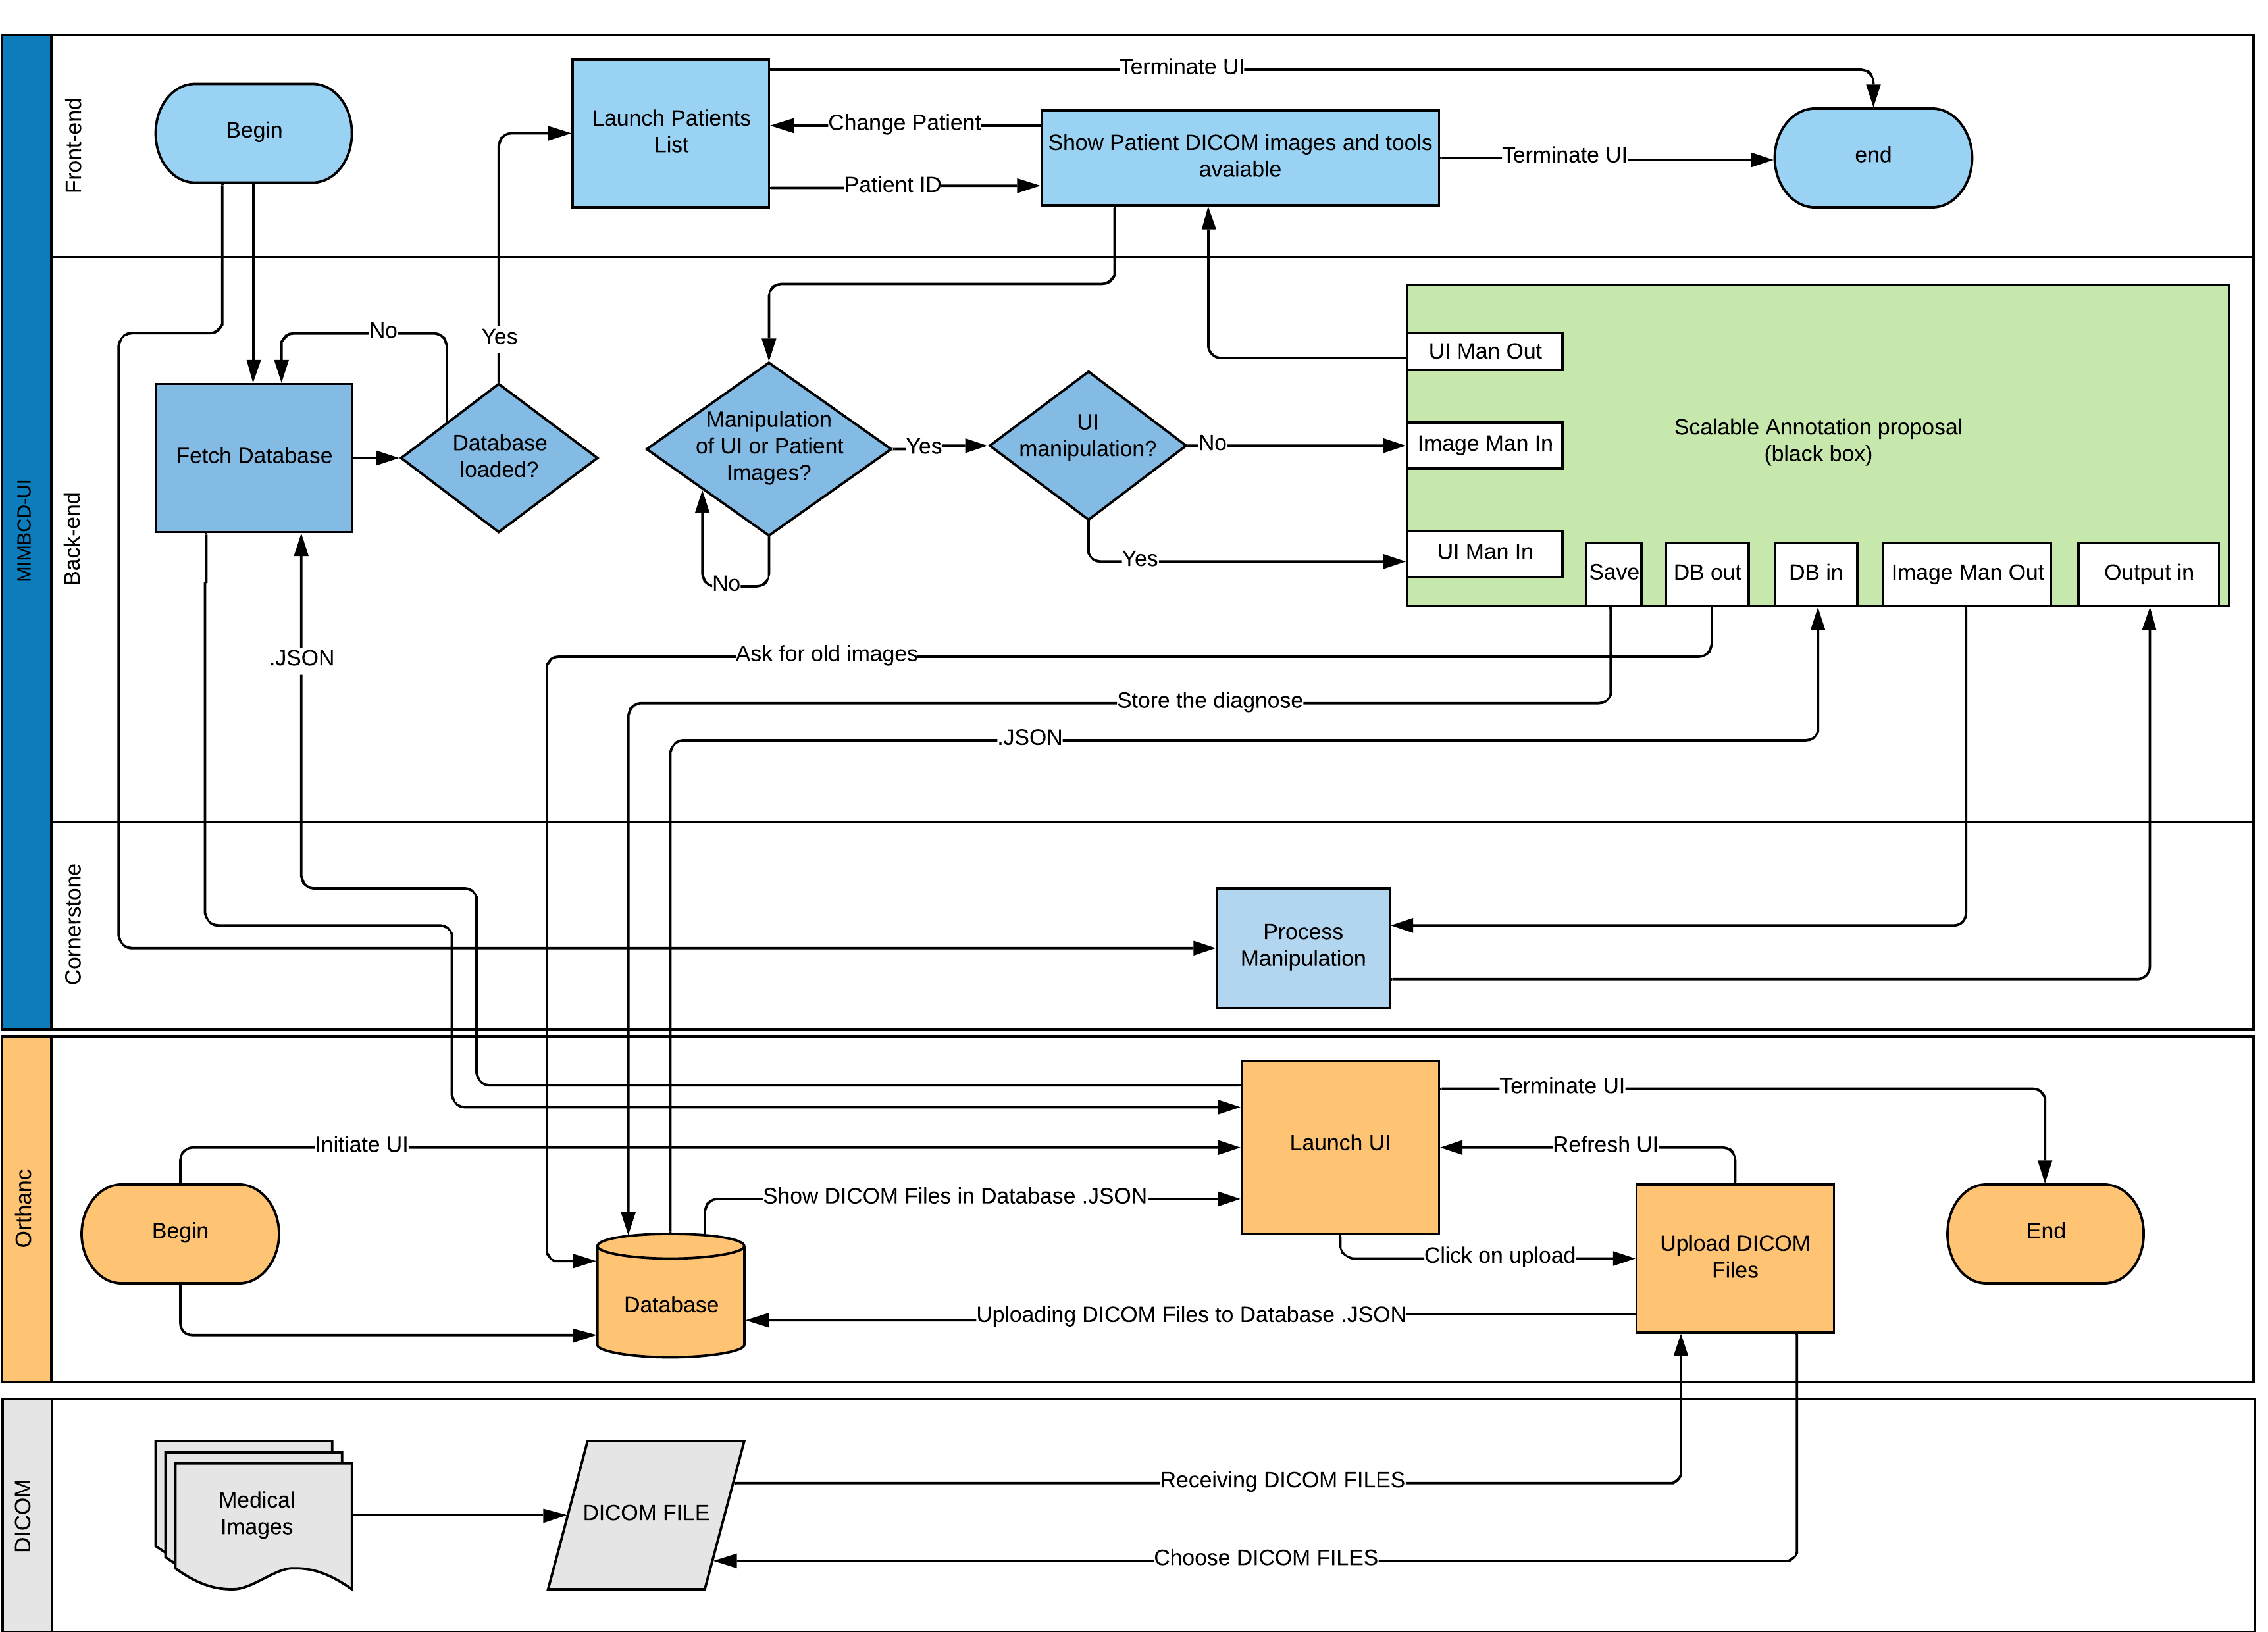 MIMBCD-UI
Front-end
Begin
Launch Patients
List
Terminate UI
Change Patient
Patient ID
Show Patient DICOM images and tools
avaiable
Terminate UI
end
Back-end
No
Yes
Fetch Database
Database
loaded?
Manipulation
of UI or Patient
Images?
Yes
No
UI
manipulation?
No
Yes
UI Man Out
Image Man In
UI Man In
Scalable Annotation proposal
(black box)
Save
DB out
DB in
Image Man Out
Output in
.JSON
Ask for old images
Store the diagnose
.JSON
Cornerstone
Process
Manipulation
Orthanc
Begin
Initiate UI
Show DICOM Files in Database .JSON
Database
Launch UI
Terminate UI
Refresh UI
Click on upload
Upload DICOM
Files
Uploading DICOM Files to Database .JSON
End
DICOM
Medical
Images
DICOM FILE
Receiving DICOM FILES
Choose DICOM FILES